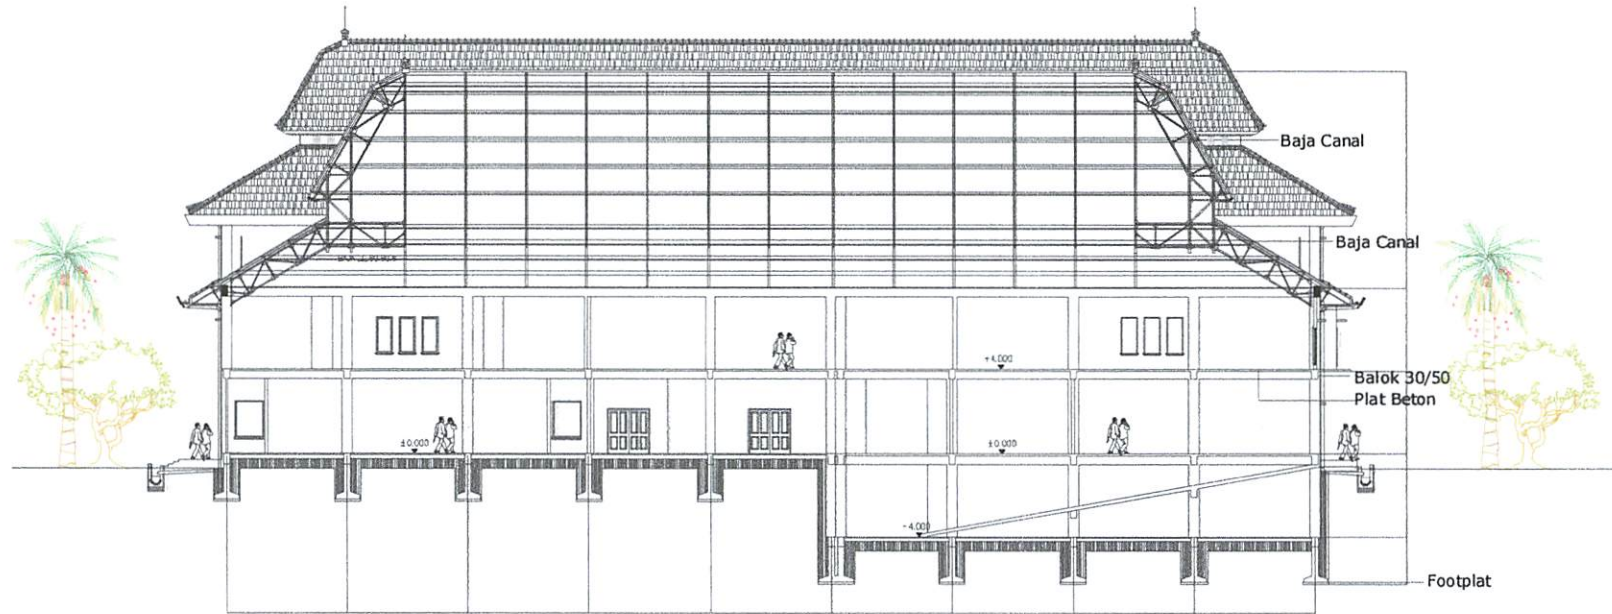 Baja Canal
Baja Canal
+4.000
Balok 30/50
Plat Beton
±0.000
±0.000
-4.000
Footplat